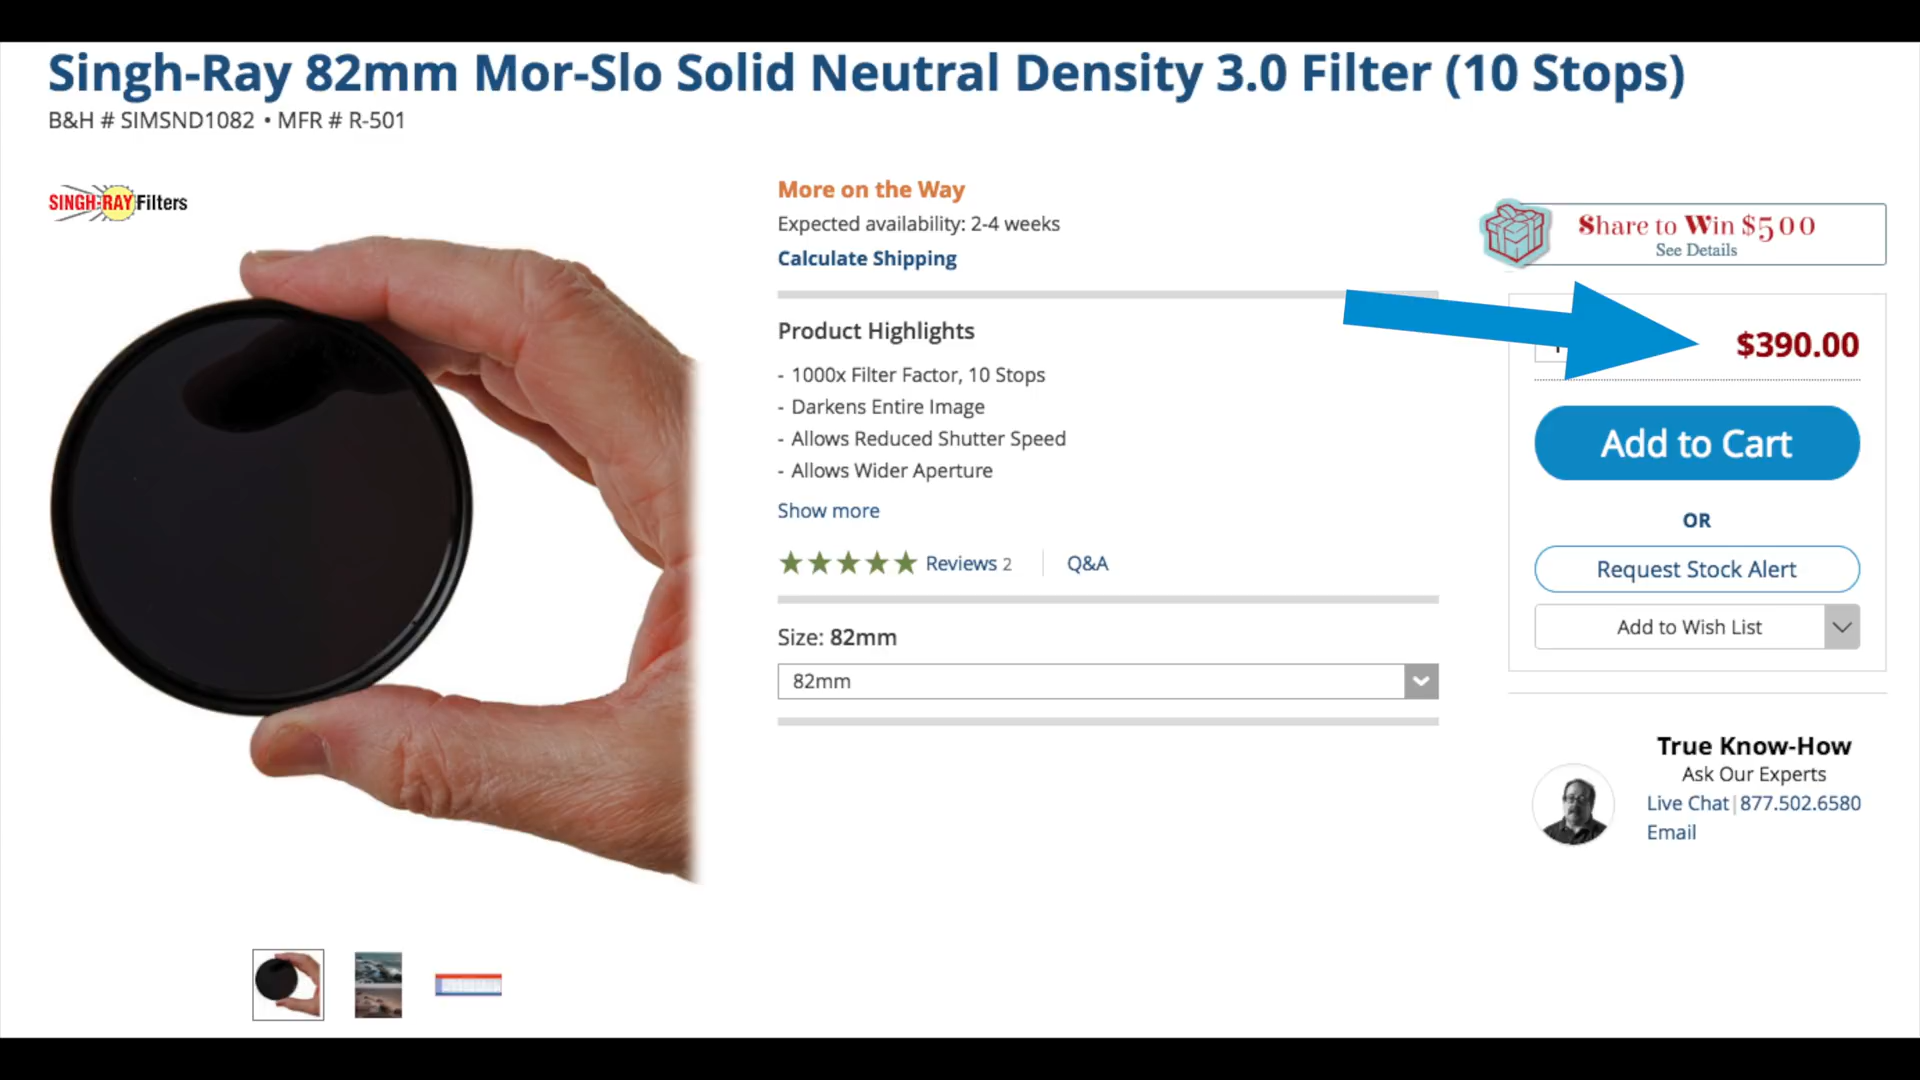 Singh-Ray 82mm Mor-Slo Solid Neutral Density 3.0 Filter (10 Stops)
B&H # SIMSND1082 • MFR # R-501
SINGH-RAY Filters
More on the Way
Expected availability: 2-4 weeks
Calculate Shipping
Product Highlights
- 1000x Filter Factor, 10 Stops
- Darkens Entire Image
- Allows Reduced Shutter Speed
- Allows Wider Aperture
Show more
Reviews 2
Q&A
Size: 82mm
82mm
Share to Win $500
See Details
$390.00
Add to Cart
OR
Request Stock Alert
Add to Wish List
True Know-How
Ask Our Experts
Live Chat | 877.502.6580
Email